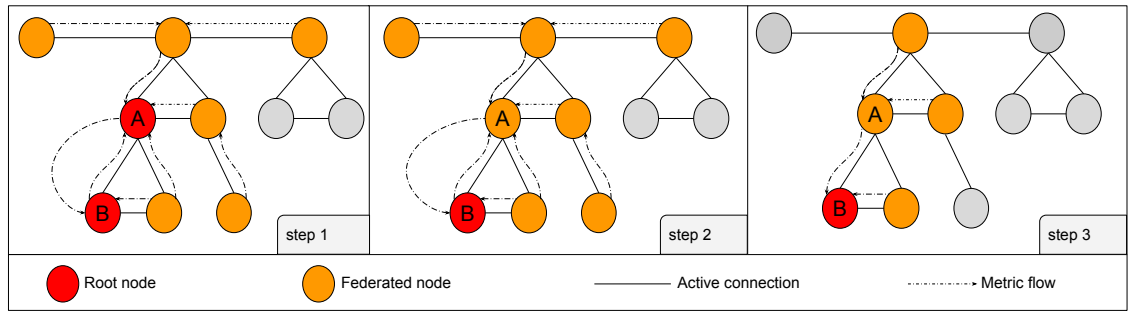 A
B
step 1
A
B
step 2
A
B
step 3
Root node
Federated node
Active connection
Metric flow